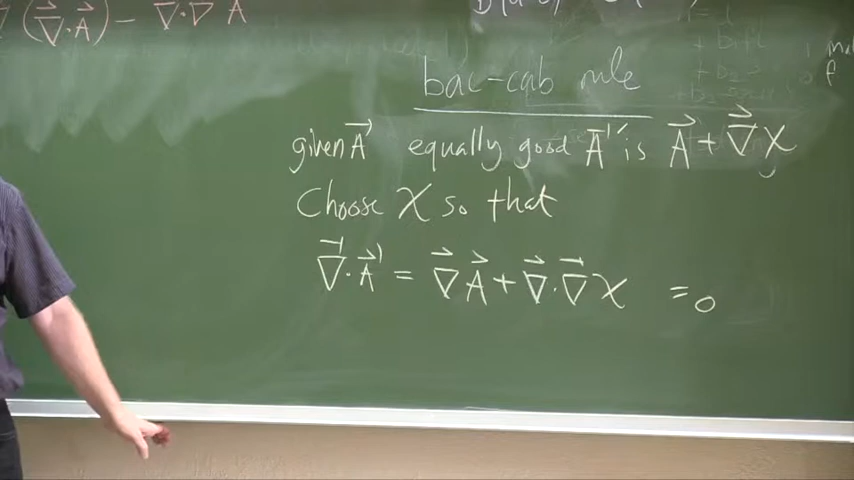 (∇⃗·A⃗) − ∇⃗·∇⃗ A⃗
bac-cab rule
given A⃗ equally good A⃗' is A⃗ + ∇⃗χ
Choose χ so that
∇⃗·A⃗' = ∇⃗A⃗ + ∇⃗·∇⃗χ = 0